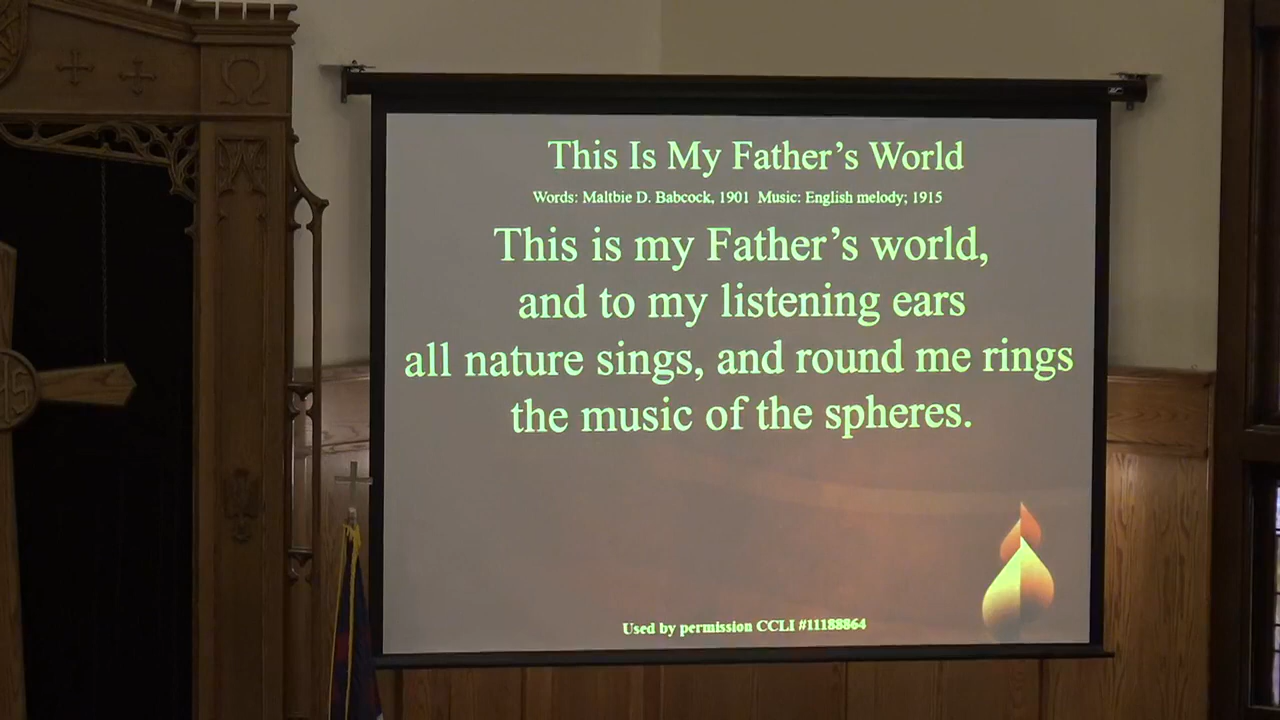 This Is My Father's World
Words: Maltbie D. Babcock, 1901 Music: English melody; 1915
This is my Father's world,
and to my listening ears
all nature sings, and round me rings
the music of the spheres.
Used by permission CCLI #11188864
IHS